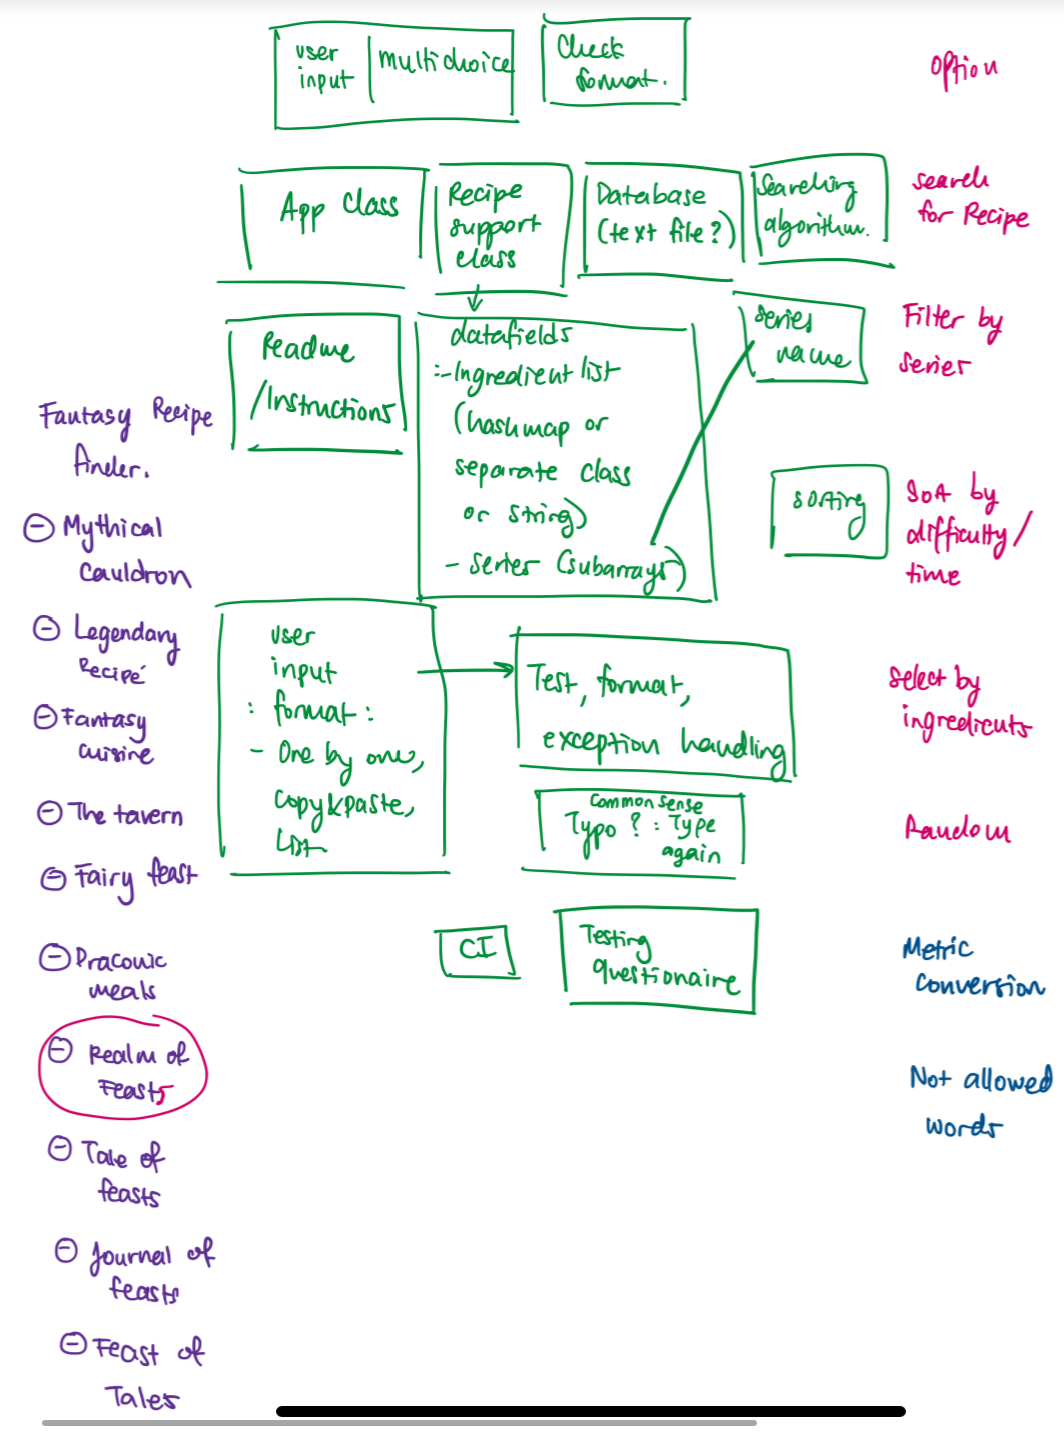 user
input
multichoice
Check
format.
Option
App Class
Recipe
support
class
Database
(text file?)
Searching
algorithm.
search
for Recipe
Readme
/Instructions
datafields
:-Ingredient list
(hashmap or
separate class
or string)
- series (subarrays)
series
name
Filter by
series
Fantasy Recipe
finder.
Mythical
cauldron
Legendary
Recipe
Fantasy
cuisine
The tavern
Fairy feast
Draconic
meals
Realm of
Feasts
Tale of
feasts
Journal of
feasts
Feast of
Tales
sorting
Sort by
difficulty/
time
user
input
: format:
- One by one,
copy&paste,
List
Test, format,
exception handling
Common sense
Typo? : Type
again
select by
ingredients
Random
CI
Testing
questionaire
Metric
conversion
Not allowed
words